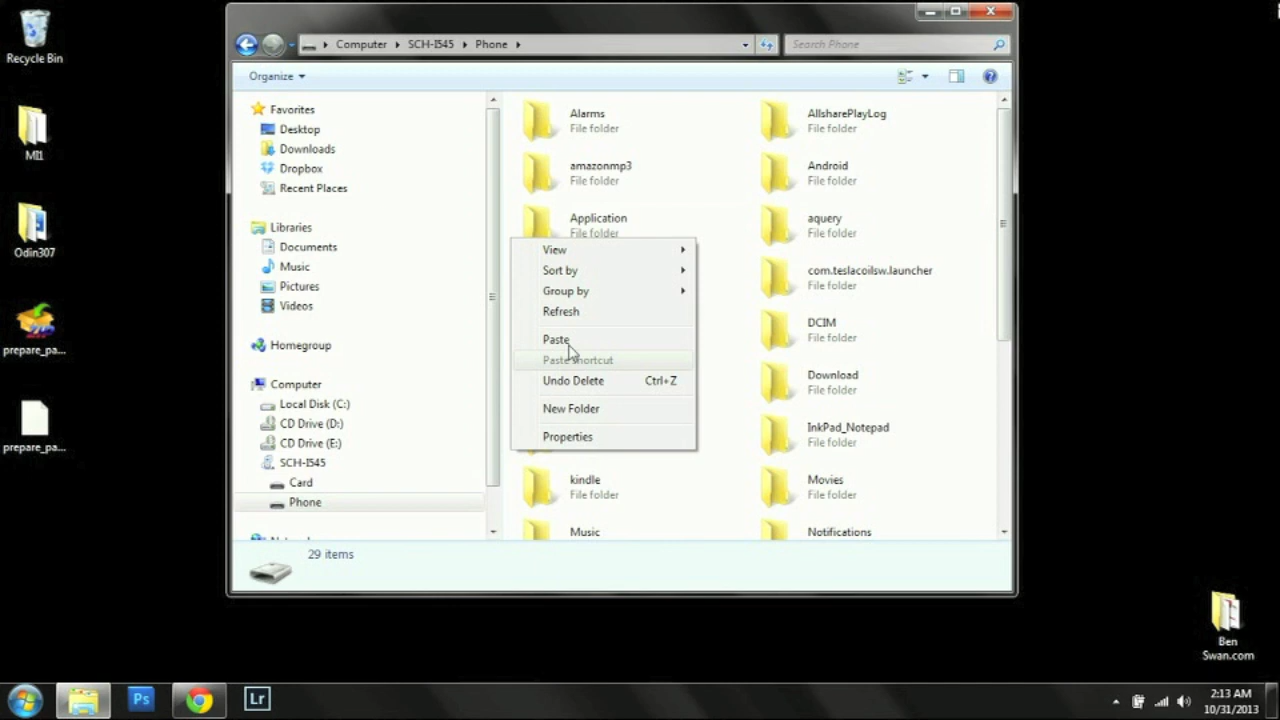 Recycle Bin
MI1
Odin307
prepare_pa...
prepare_pa...
Computer
SCH-I545
Phone
Search Phone
Organize
Favorites
Desktop
Downloads
Dropbox
Recent Places
Libraries
Documents
Music
Pictures
Videos
Homegroup
Computer
Local Disk (C:)
CD Drive (D:)
CD Drive (E:)
SCH-I545
Card
Phone
Alarms
File folder
AllsharePlayLog
File folder
amazonmp3
File folder
Android
File folder
Application
File folder
aquery
File folder
com.teslacoilsw.launcher
File folder
DCIM
File folder
Download
File folder
InkPad_Notepad
File folder
kindle
File folder
Movies
File folder
Music
Notifications
View
Sort by
Group by
Refresh
Paste
Paste shortcut
Undo Delete Ctrl+Z
New Folder
Properties
29 items
Ben
Swan.com
Ps
Lr
2:13 AM
10/31/2013